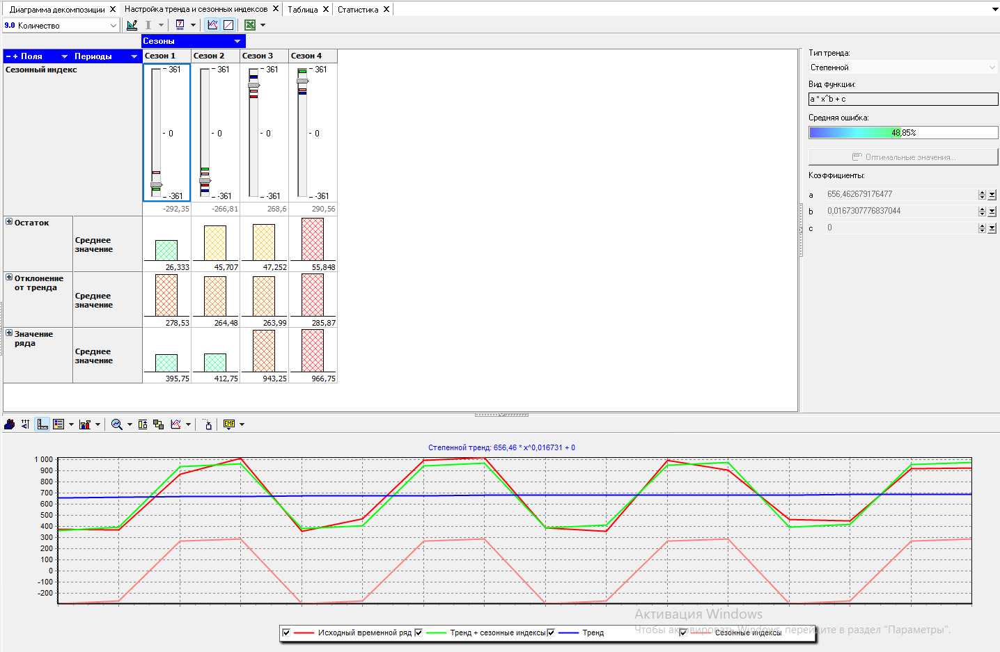 Диаграмма декомпозиции X Настройка тренда и сезонных индексов X Таблица X Статистика X
9.0 Количество
Сезоны
− + Поля Периоды Сезон 1 Сезон 2 Сезон 3 Сезон 4
Сезонный индекс
361 361 361 361
0 0 0 0
-361 -361 -361 -361
-292,35 -266,81 268,6 290,56
Остаток
Среднее
значение
26,333 45,707 47,252 55,848
Отклонение
от тренда
Среднее
значение
278,53 264,48 263,99 285,87
Значение
ряда
Среднее
значение
395,75 412,75 943,25 966,75
Тип тренда:
Степенной
Вид функции:
a * x^b + c
Средняя ошибка:
48,85%
Оптимальные значения...
Коэффициенты:
a 656,462679176477
b 0,0167307776837044
c 0
EMF
Степенной тренд: 656,46 * x^0,016731 + 0
1 000
900
800
700
600
500
400
300
200
100
0
-100
-200
Исходный временной ряд Тренд + сезонные индексы Тренд Сезонные индексы
Активация Windows
Чтобы активировать Windows, перейдите в раздел "Параметры".